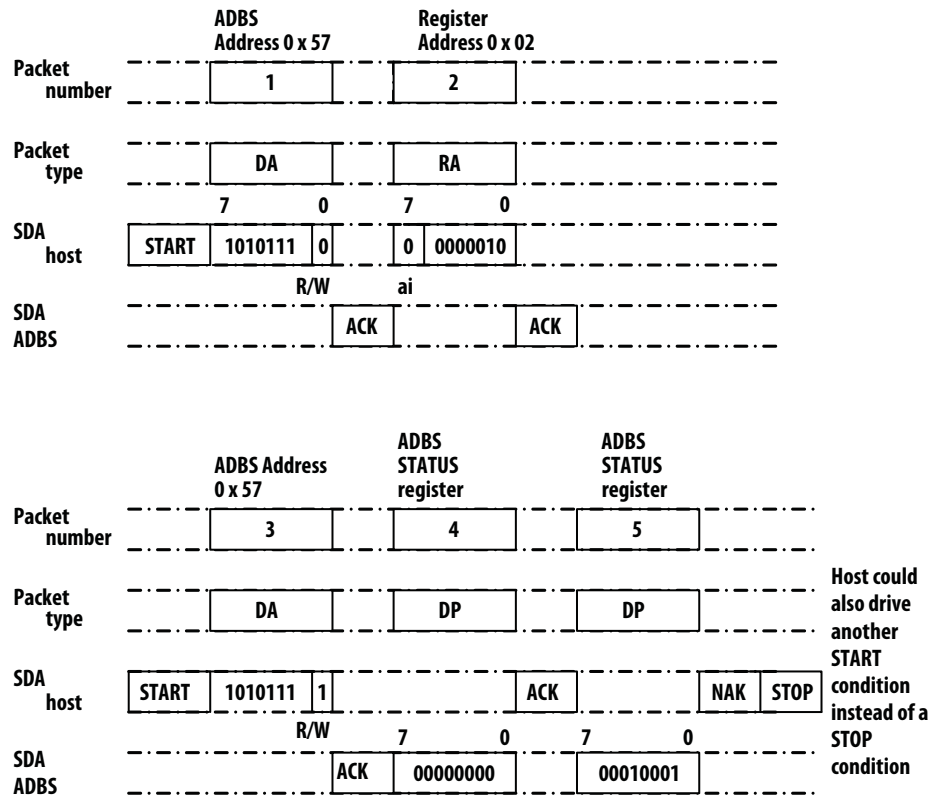 ADBS
Address 0 x 57
Register
Address 0 x 02
Packet
number
1
2
Packet
type
DA
RA
7 0 7 0
SDA
host
START 1010111 0 0 0000010
R/W ai
SDA
ADBS
ACK ACK
ADBS Address
0 x 57
ADBS
STATUS
register
ADBS
STATUS
register
Packet
number
3 4 5
Packet
type
DA DP DP
SDA
host
START 1010111 1 ACK NAK STOP
R/W 7 0 7 0
SDA
ADBS
ACK 00000000 00010001
Host could
also drive
another
START
condition
instead of a
STOP
condition